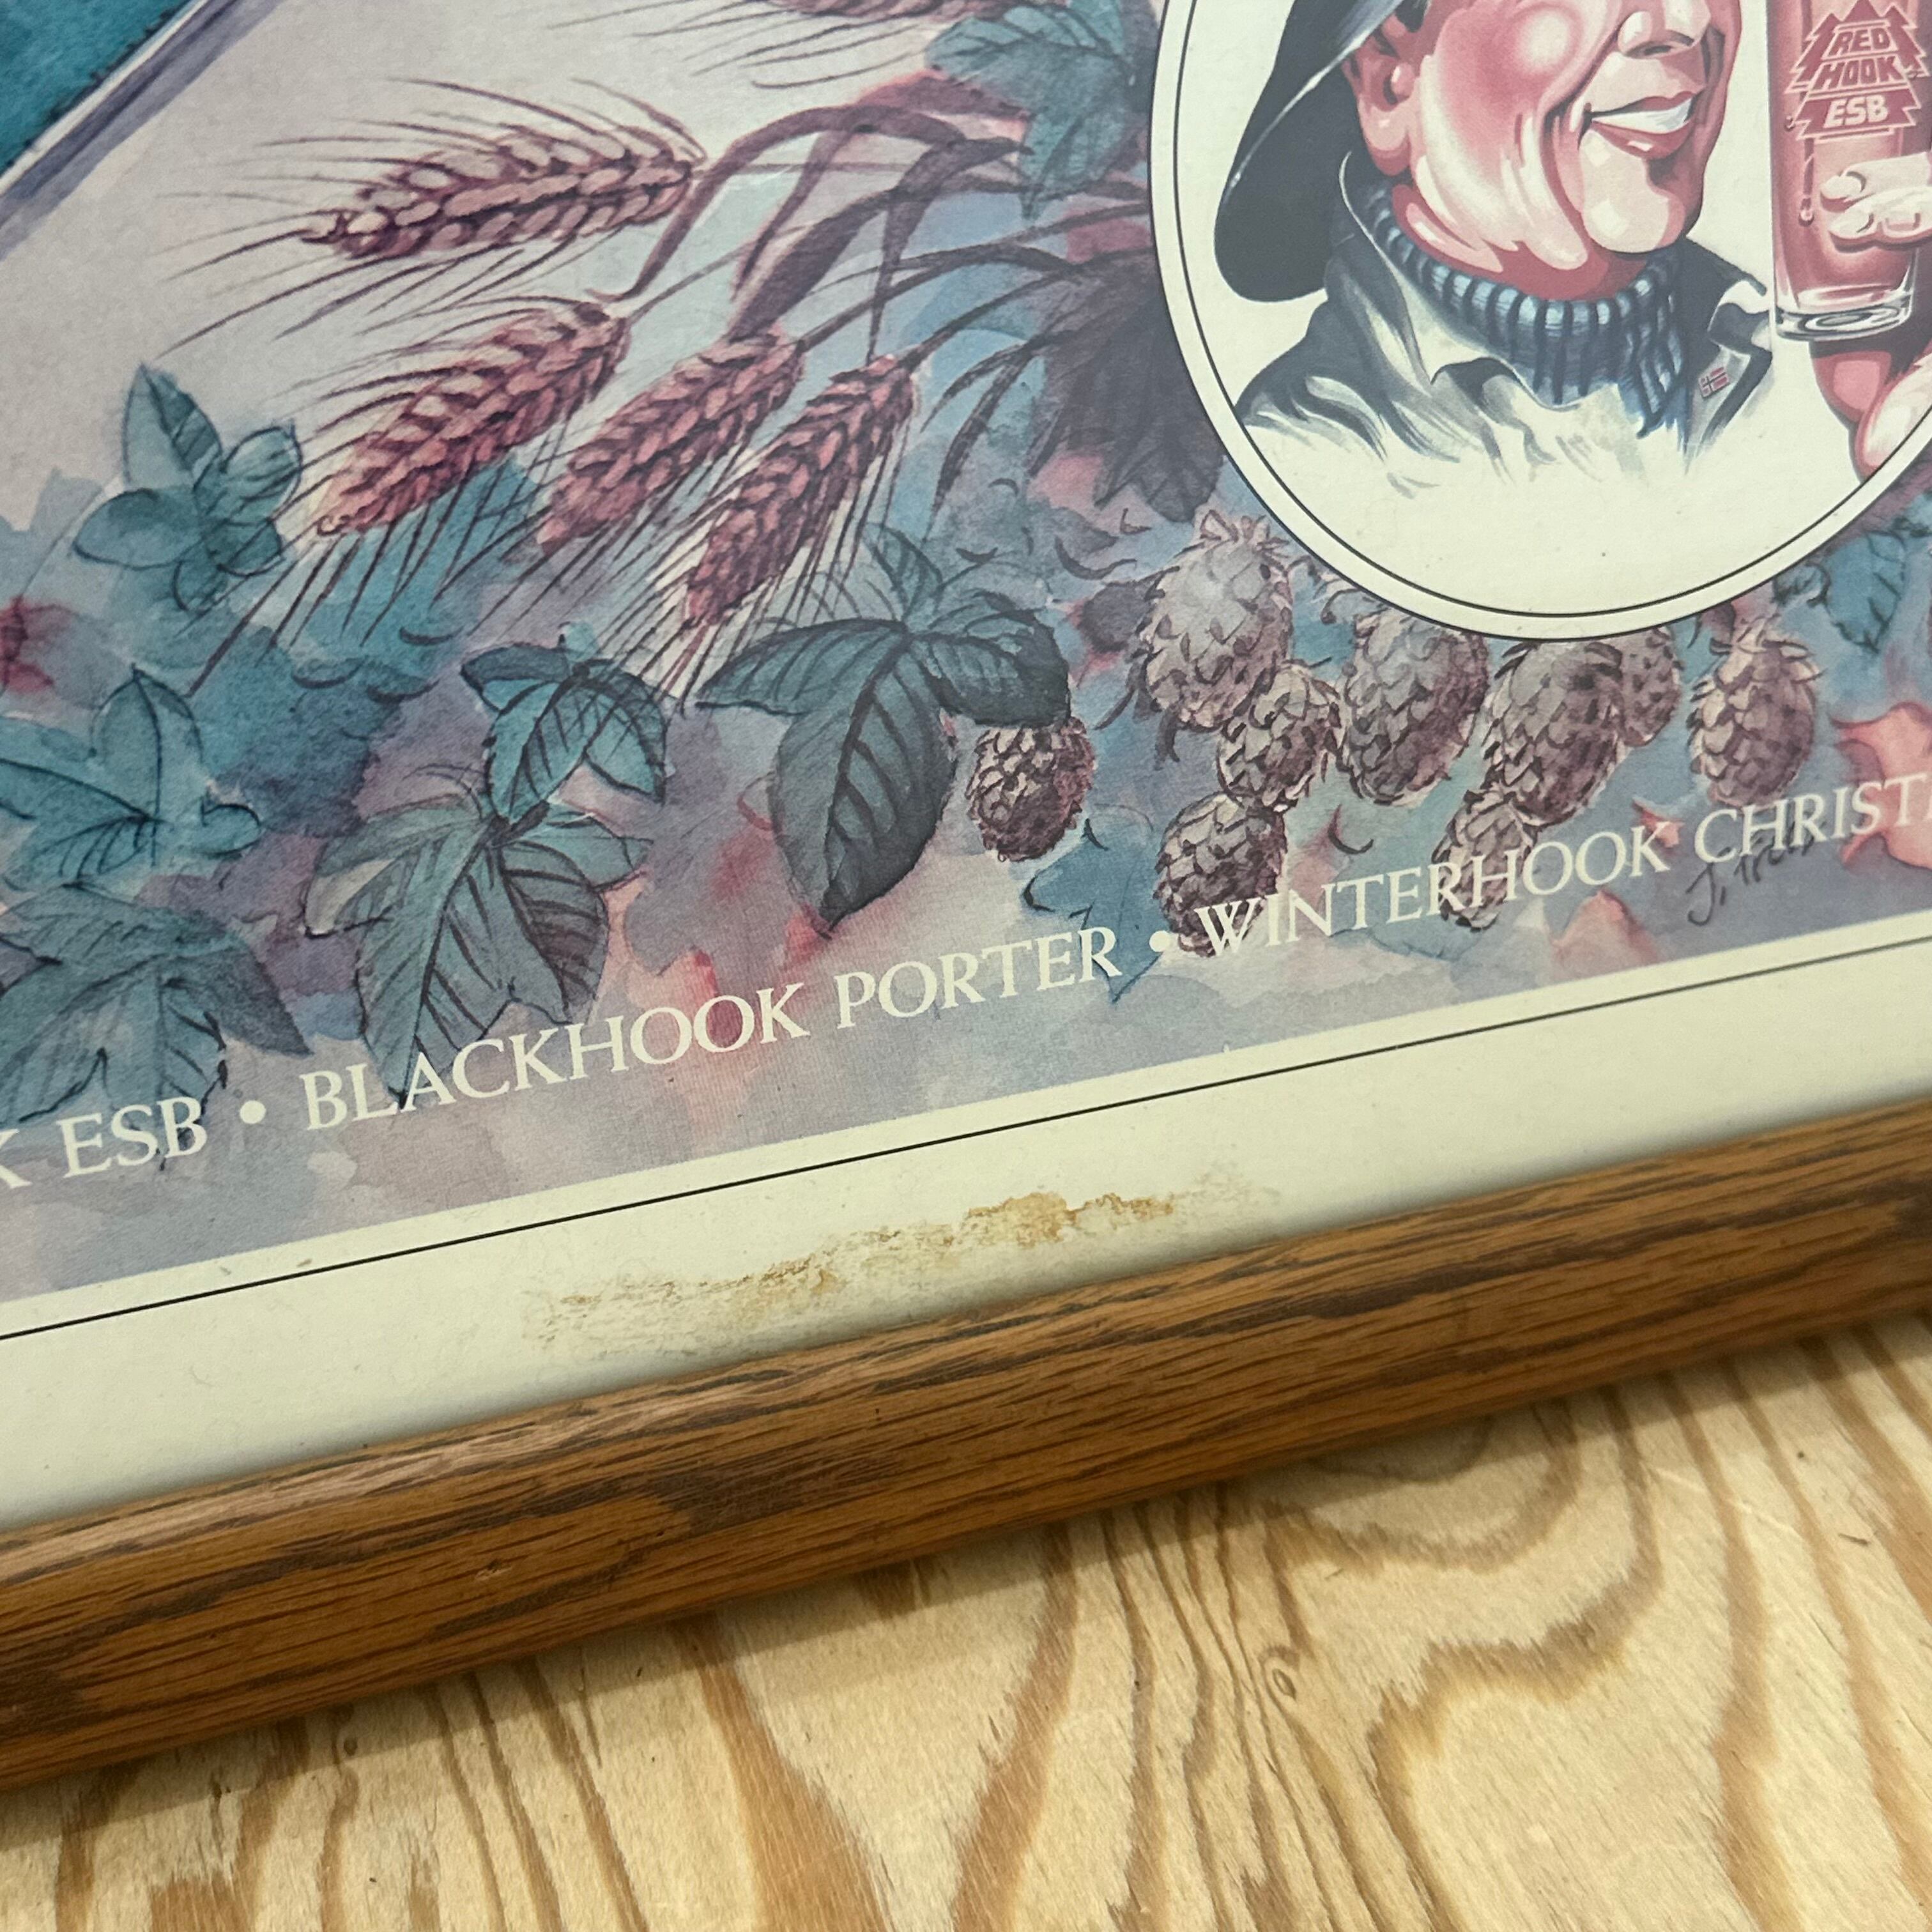 RED
HOOK
ESB
ESB • BLACKHOOK PORTER • WINTERHOOK CHRIST